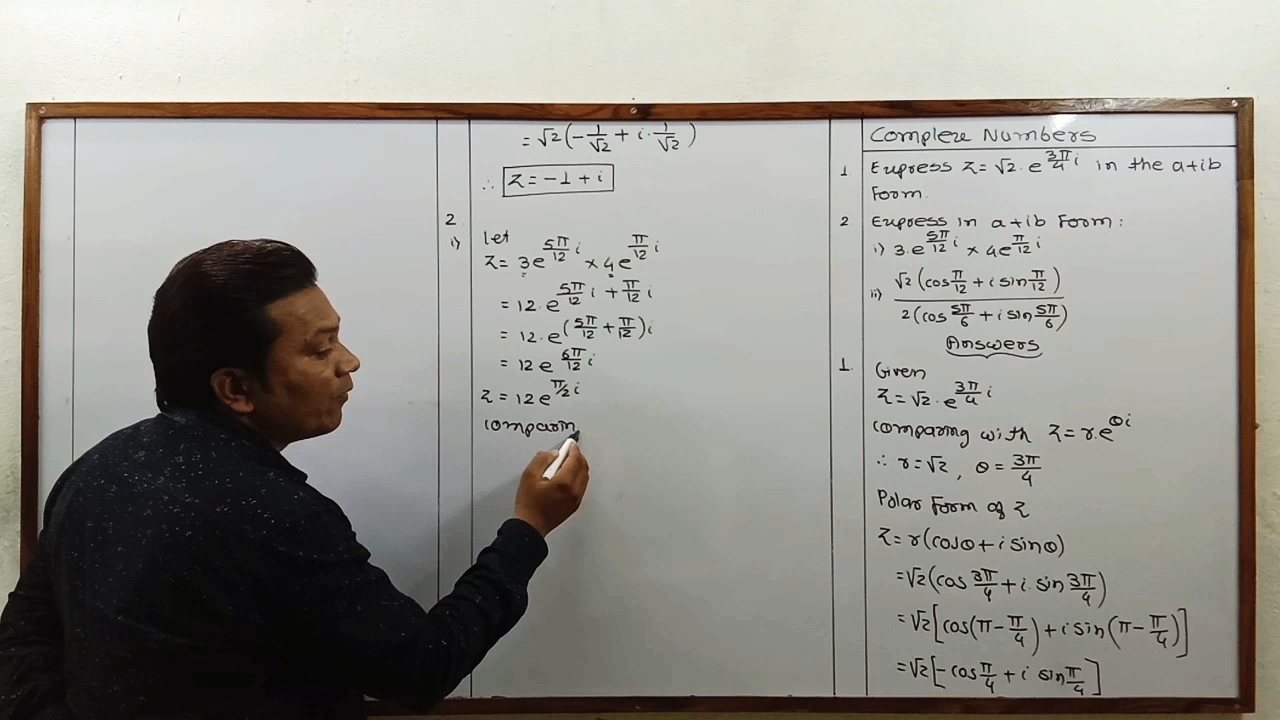 Complex Numbers
1 Express z = √2 · e^(3π/4 i) in the a+ib
Form.
2 Express in a+ib Form:
i) 3·e^(5π/12 i) × 4e^(π/12 i)
ii) √2 (cos π/12 + i sin π/12) / 2 (cos 5π/6 + i sin 5π/6)
Answers
1. Given
z = √2 · e^(3π/4 i)
Comparing with z = r·e^(θi)
∴ r = √2, θ = 3π/4
Polar Form of z
z = r(cosθ + i sinθ)
= √2 (cos 3π/4 + i sin 3π/4)
= √2 [cos(π − π/4) + i sin(π − π/4)]
= √2 [−cos π/4 + i sin π/4]
= √2 (−1/√2 + i · 1/√2)
∴ z = −1 + i
2
i) let
z = 3e^(5π/12 i) × 4e^(π/12 i)
= 12 · e^(5π/12 i + π/12 i)
= 12 · e^((5π/12 + π/12)i)
= 12 e^(6π/12 i)
z = 12 e^(π/2 i)
Comparin